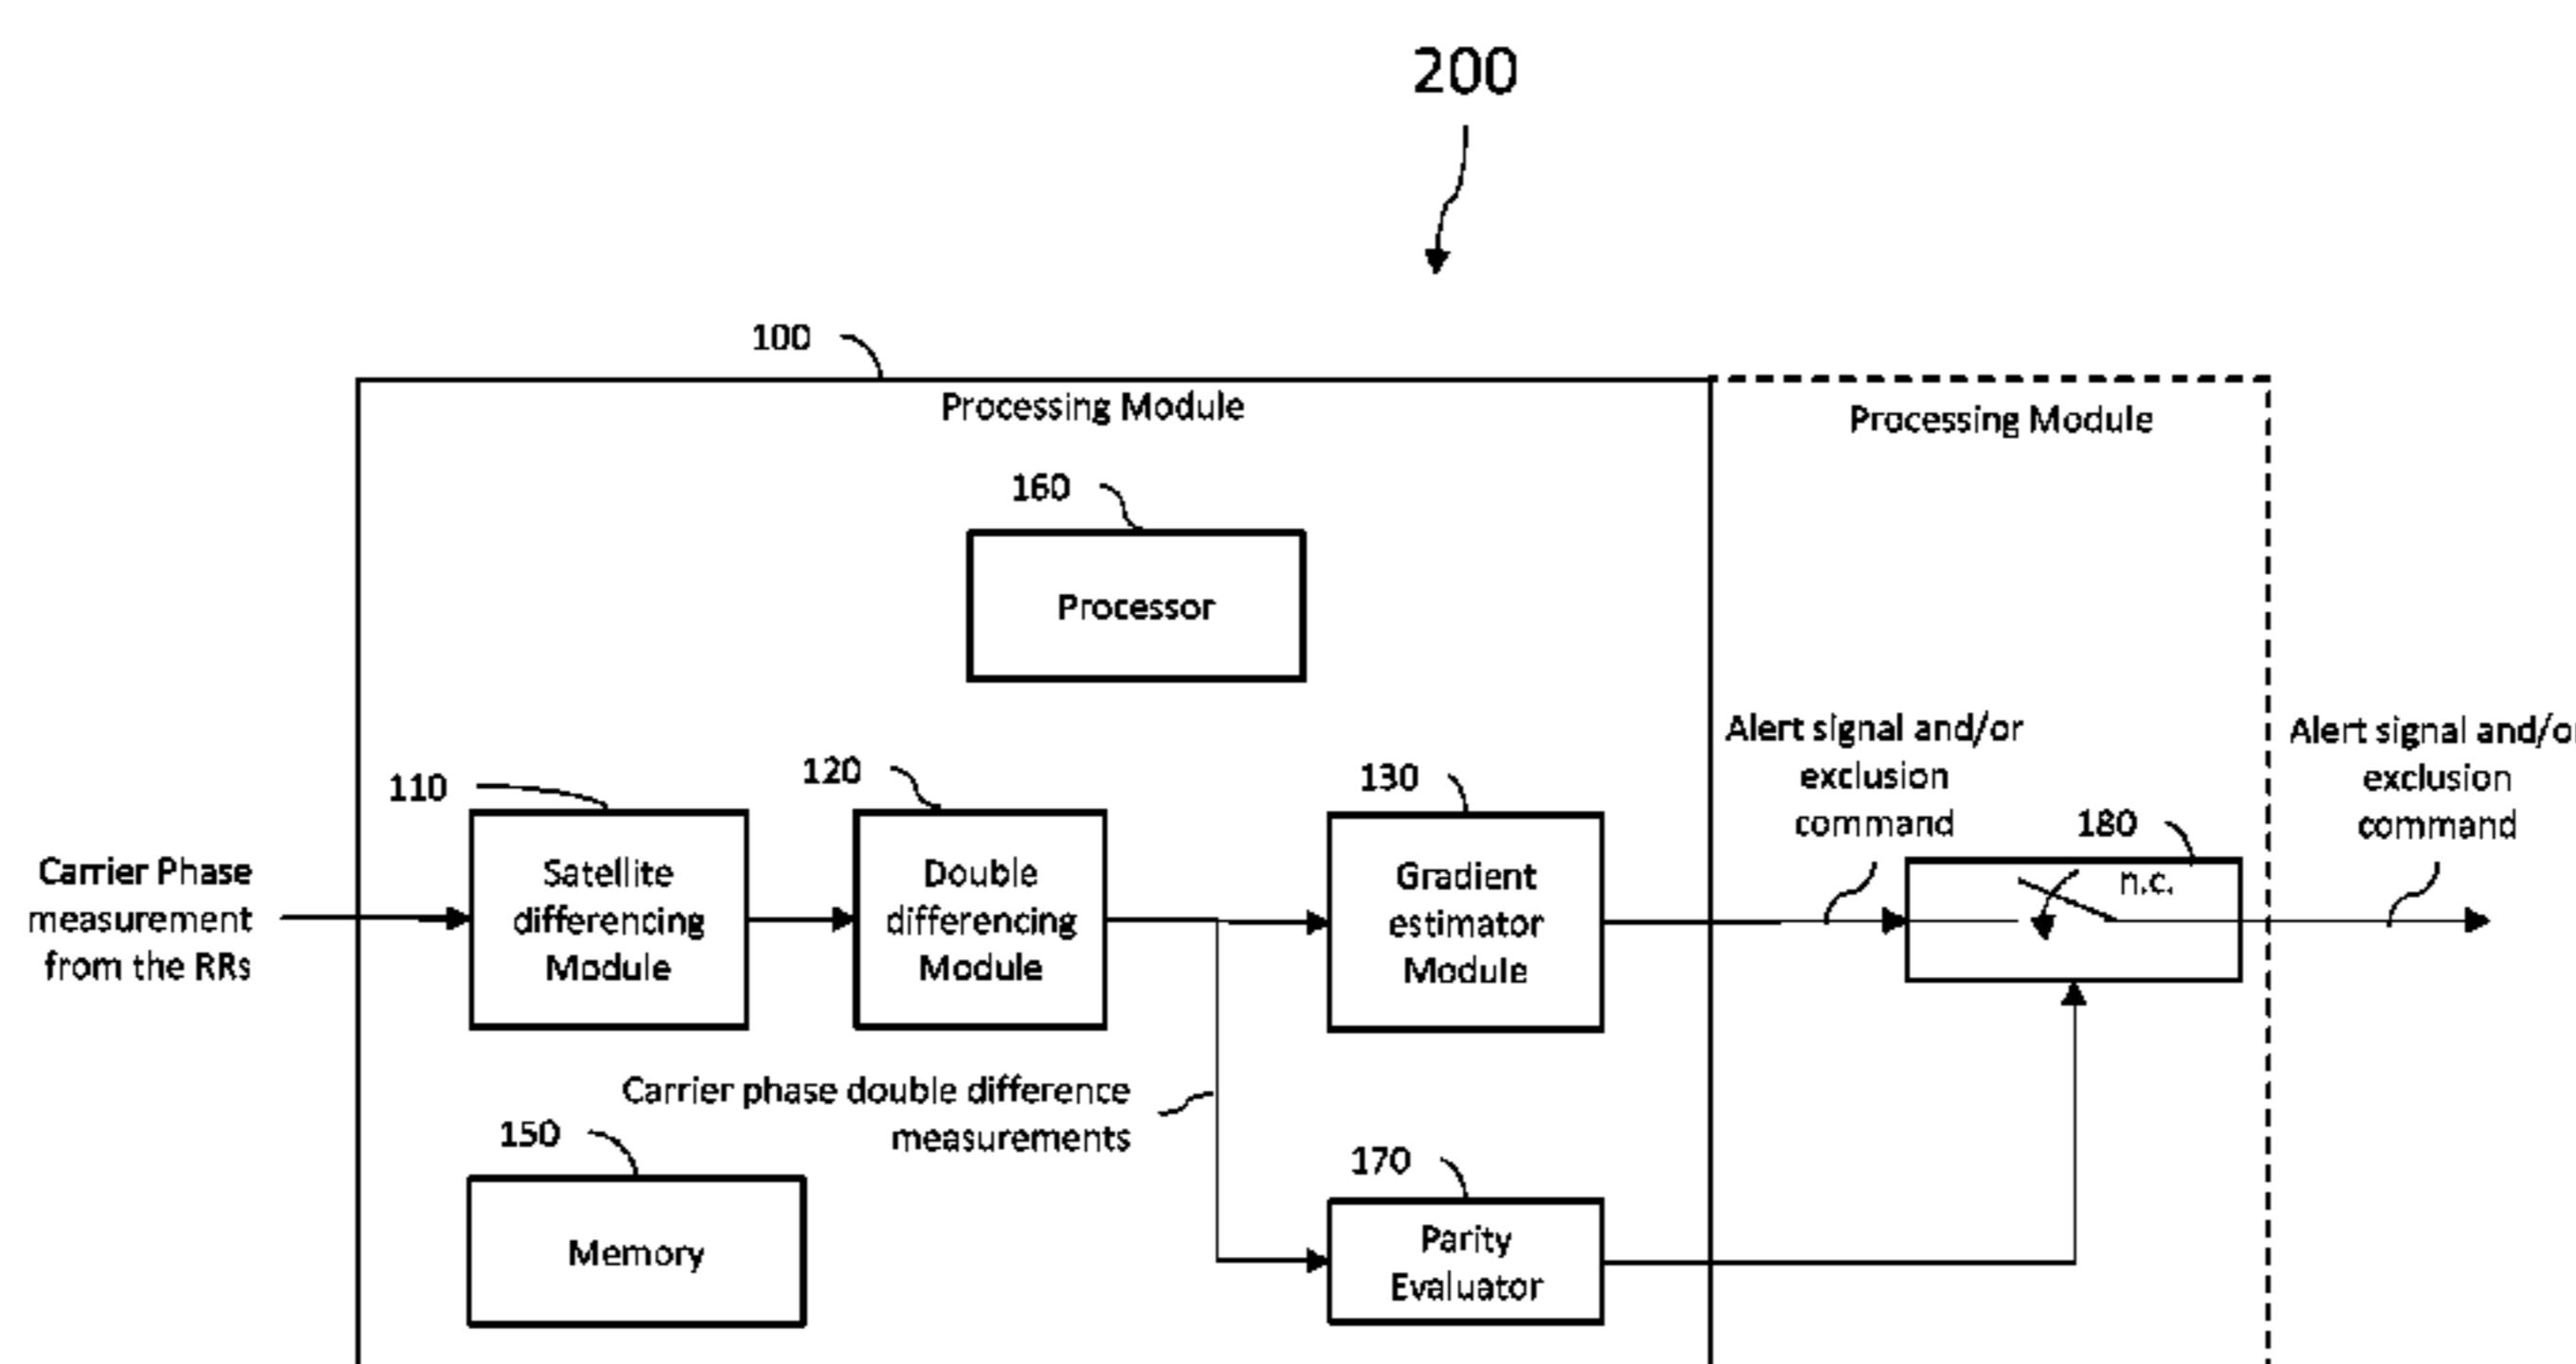 200
100
Processing Module
Processing Module
160
Processor
110
120
130
Alert signal and/or
exclusion
command
Alert signal and/or
exclusion
command
180
n.c.
Carrier Phase
measurement
from the RRs
Satellite
differencing
Module
Double
differencing
Module
Gradient
estimator
Module
Carrier phase double difference
measurements
150
Memory
170
Parity
Evaluator